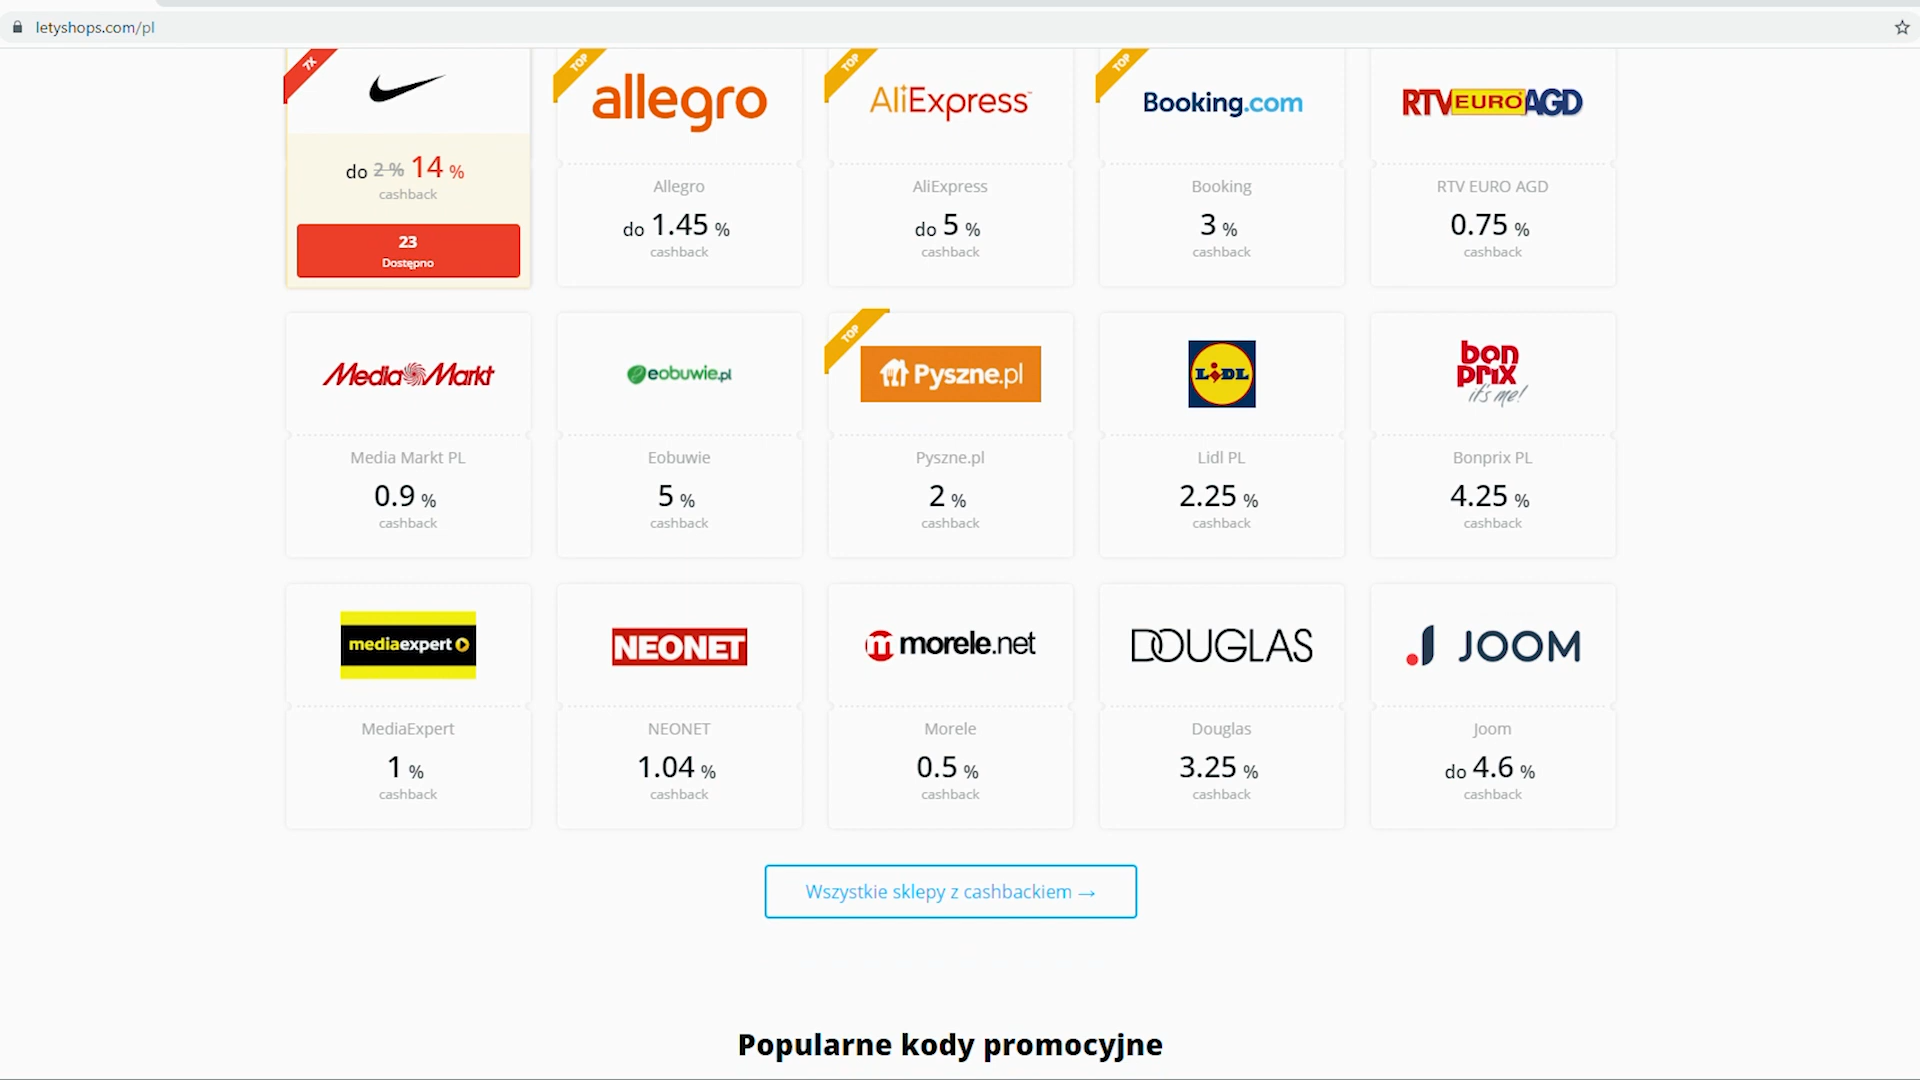 letyshops.com/pl
7X
TOP
allegro
TOP
AliExpress
TOP
Booking.com
RTV EURO AGD
do 2 % 14 %
cashback
23
Dostępno
Allegro
do 1.45 %
cashback
AliExpress
do 5 %
cashback
Booking
3 %
cashback
RTV EURO AGD
0.75 %
cashback
Media Markt
eobuwie.pl
TOP
Pyszne.pl
LIDL
bon prix
it's me!
Media Markt PL
0.9 %
cashback
Eobuwie
5 %
cashback
Pyszne.pl
2 %
cashback
Lidl PL
2.25 %
cashback
Bonprix PL
4.25 %
cashback
mediaexpert
NEONET
m morele.net
DOUGLAS
JOOM
MediaExpert
1 %
cashback
NEONET
1.04 %
cashback
Morele
0.5 %
cashback
Douglas
3.25 %
cashback
Joom
do 4.6 %
cashback
Wszystkie sklepy z cashbackiem →
Popularne kody promocyjne